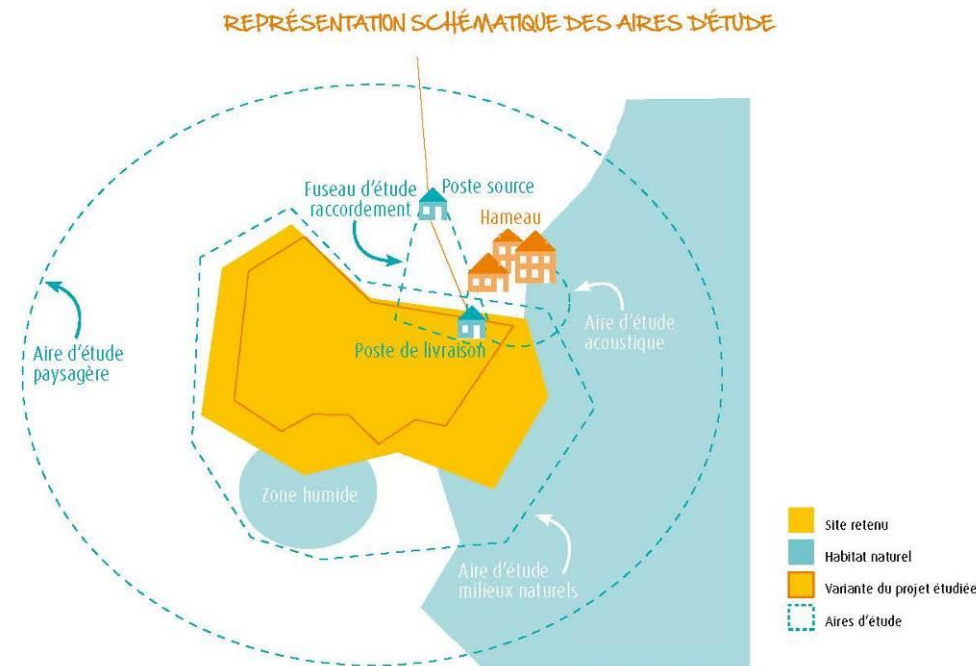 REPRÉSENTATION SCHÉMATIQUE DES AIRES D'ÉTUDE
Fuseau d'étude
raccordement
Poste source
Hameau
Aire d'étude
paysagère
Poste de livraison
Aire d'étude
acoustique
Zone humide
Aire d'étude
milieux naturels
Site retenu
Habitat naturel
Variante du projet étudiée
Aires d'étude